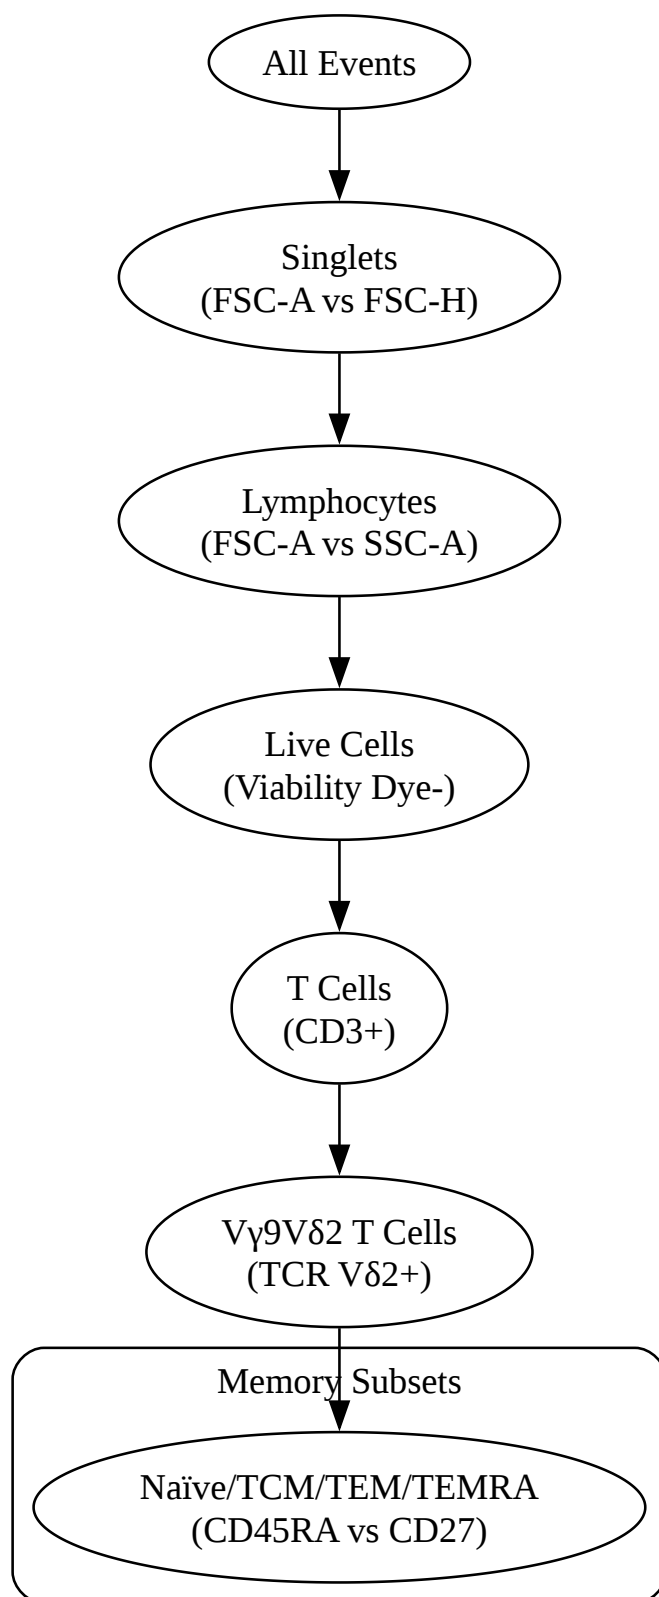 All Events
Singlets
(FSC-A vs FSC-H)
Lymphocytes
(FSC-A vs SSC-A)
Live Cells
(Viability Dye-)
T Cells
(CD3+)
Vγ9Vδ2 T Cells
(TCR Vδ2+)
Memory Subsets
Naïve/TCM/TEM/TEMRA
(CD45RA vs CD27)